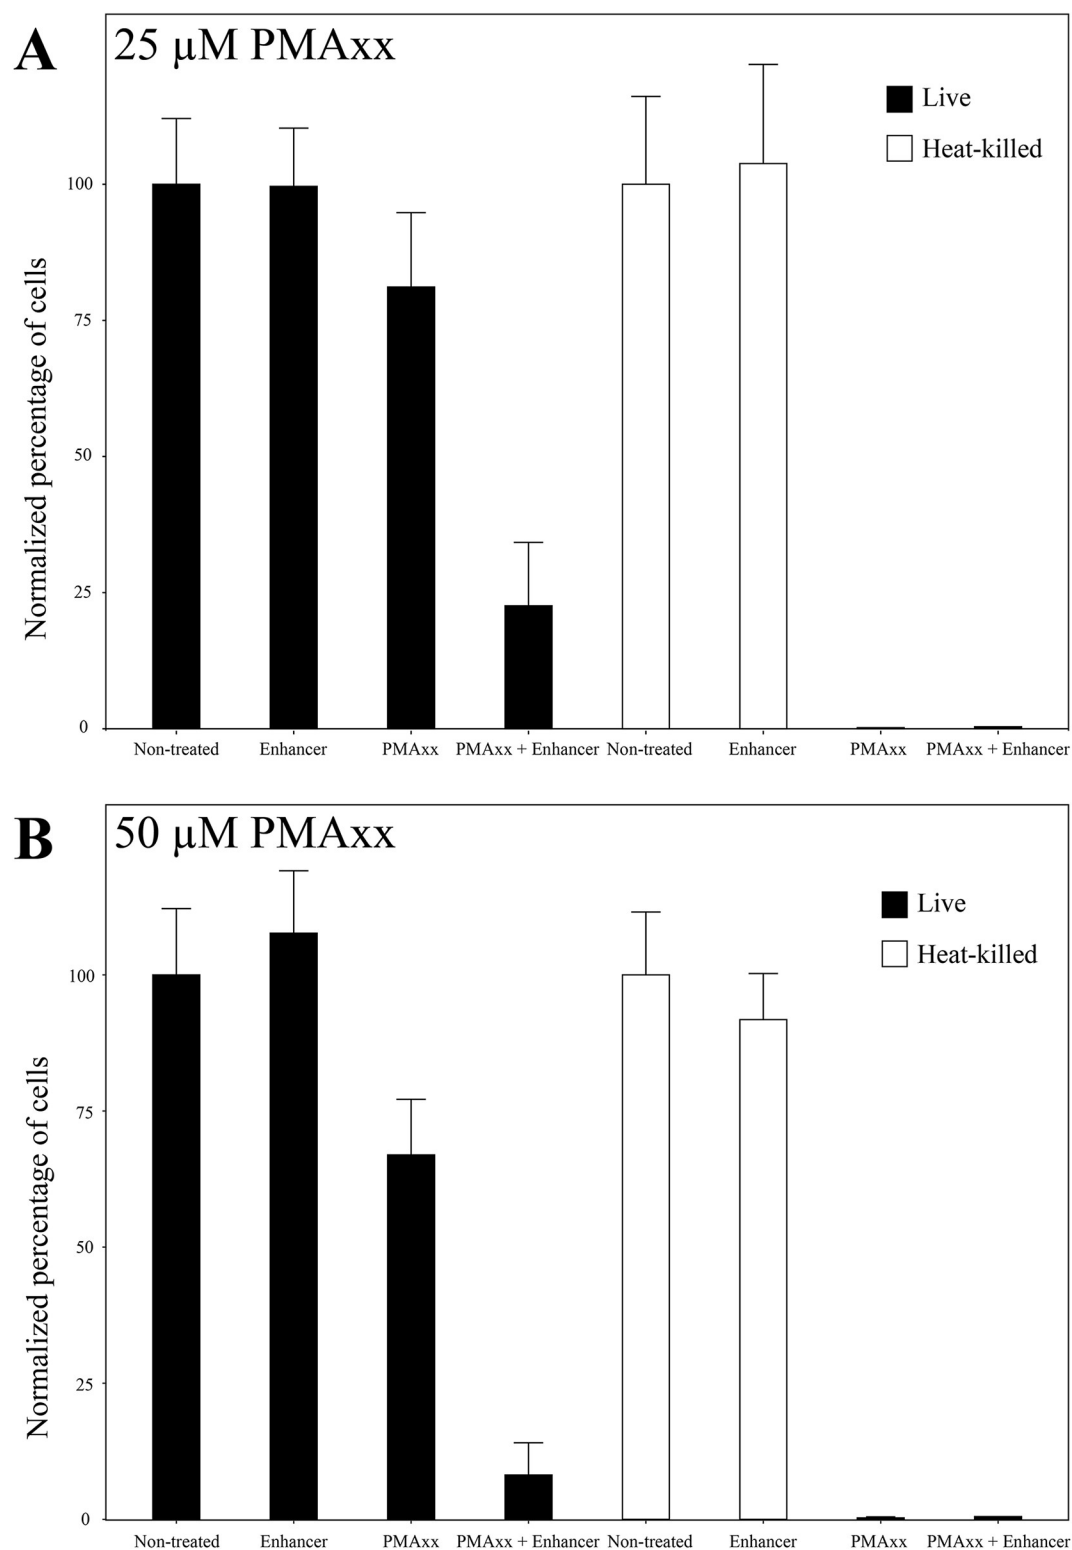 A
25 µM PMAxx
Live
Heat-killed
Normalized percentage of cells
100
75
50
25
0
Non-treated Enhancer PMAxx PMAxx + Enhancer Non-treated Enhancer PMAxx PMAxx + Enhancer
B
50 µM PMAxx
Live
Heat-killed
Normalized percentage of cells
100
75
50
25
0
Non-treated Enhancer PMAxx PMAxx + Enhancer Non-treated Enhancer PMAxx PMAxx + Enhancer